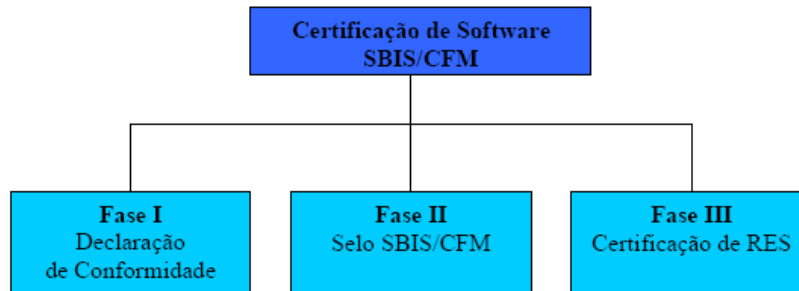 Certificação de Software
SBIS/CFM
Fase I
Declaração
de Conformidade
Fase II
Selo SBIS/CFM
Fase III
Certificação de RES